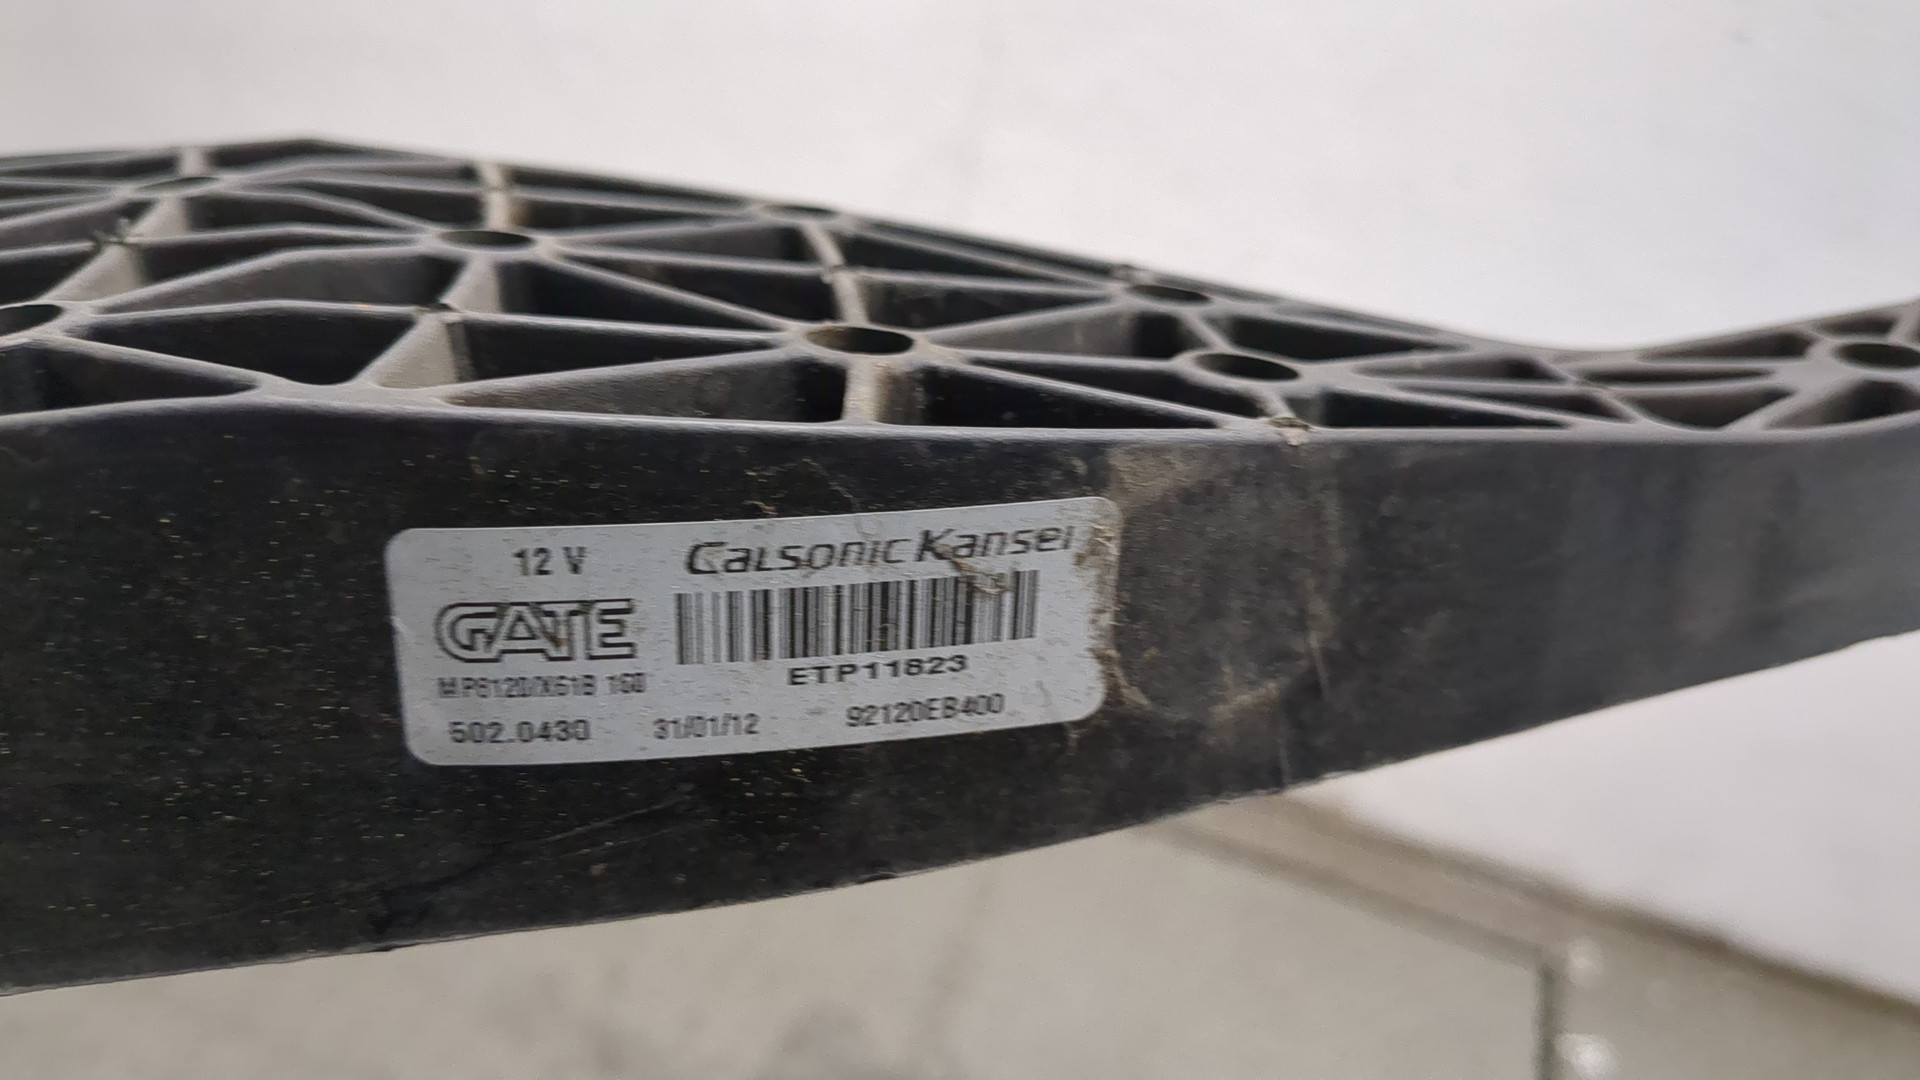 12 V CALSONIC Kansei
GATE
ETP11823
502.0430 31/01/12 92120EB400